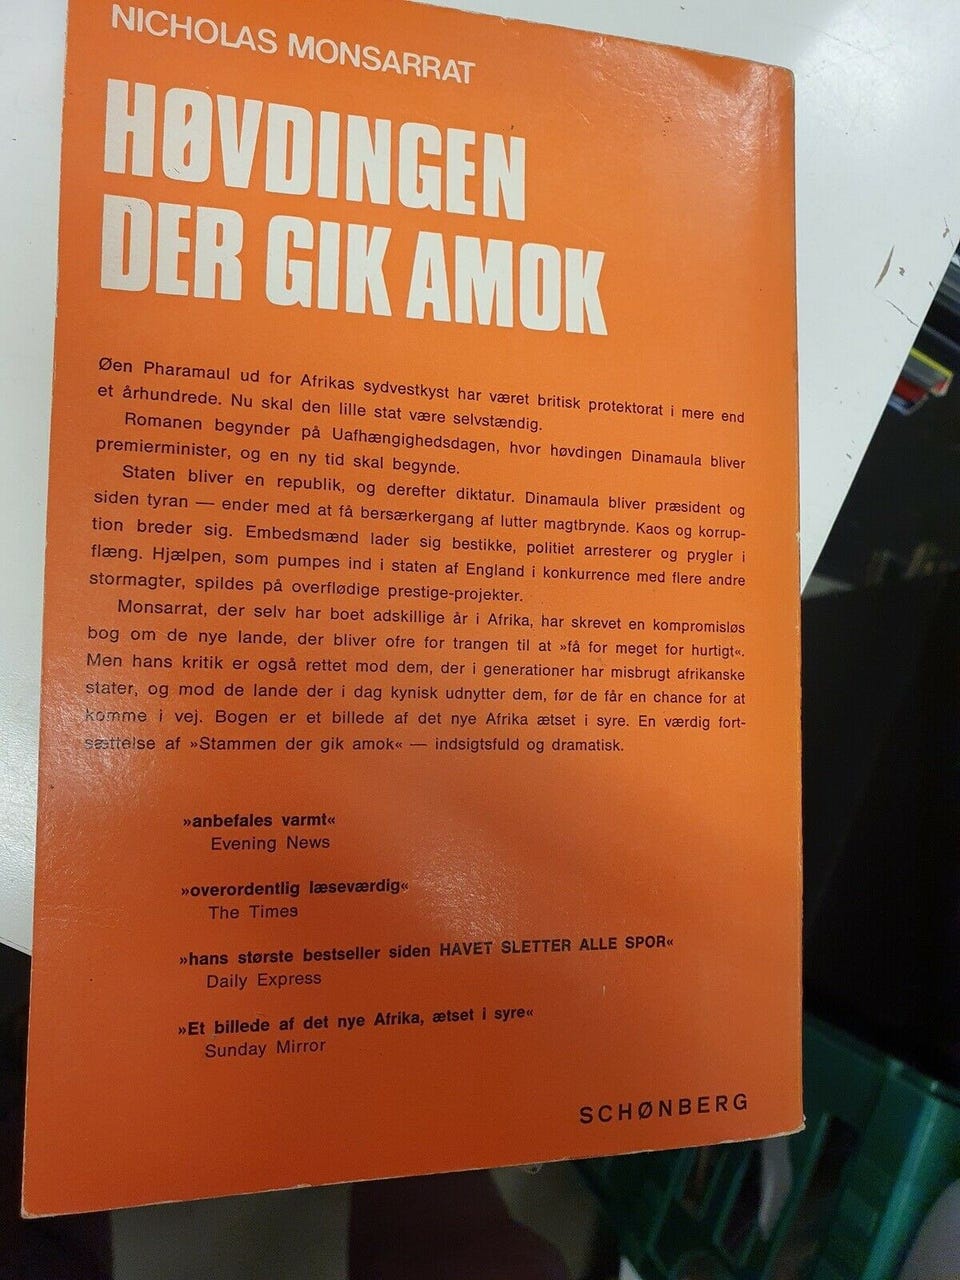 NICHOLAS MONSARRAT
HØVDINGEN
DER GIK AMOK
Øen Pharamaul ud for Afrikas sydvestkyst har været britisk protektorat i mere end
et århundrede. Nu skal den lille stat være selvstændig.
Romanen begynder på Uafhængighedsdagen, hvor høvdingen Dinamaula bliver
premierminister, og en ny tid skal begynde.
Staten bliver en republik, og derefter diktatur. Dinamaula bliver præsident og
siden tyran — ender med at få bersærkergang af lutter magtbrynde. Kaos og korrup-
tion breder sig. Embedsmænd lader sig bestikke, politiet arresterer og prygler i
flæng. Hjælpen, som pumpes ind i staten af England i konkurrence med flere andre
stormagter, spildes på overflødige prestige-projekter.
Monsarrat, der selv har boet adskillige år i Afrika, har skrevet en kompromisløs
bog om de nye lande, der bliver ofre for trangen til at »få for meget for hurtigt«.
Men hans kritik er også rettet mod dem, der i generationer har misbrugt afrikanske
stater, og mod de lande der i dag kynisk udnytter dem, før de får en chance for at
komme i vej. Bogen er et billede af det nye Afrika ætset i syre. En værdig fort-
sættelse af »Stammen der gik amok« — indsigtsfuld og dramatisk.
»anbefales varmt«
Evening News
»overordentlig læseværdig«
The Times
»hans største bestseller siden HAVET SLETTER ALLE SPOR«
Daily Express
»Et billede af det nye Afrika, ætset i syre«
Sunday Mirror
SCHØNBERG